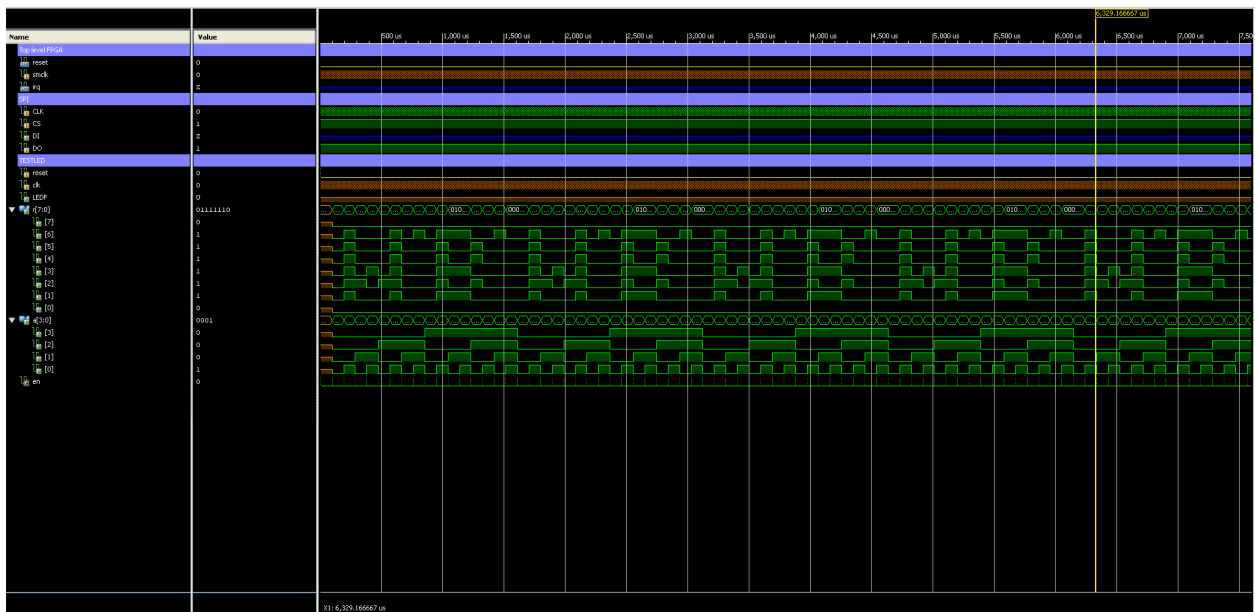 6,329.166667 us
Name Value
500 us 1,000 us 1,500 us 2,000 us 2,500 us 3,000 us 3,500 us 4,000 us 4,500 us 5,000 us 5,500 us 6,000 us 6,500 us 7,000 us 7,50
Top level FPGA
reset 0
smclk 0
irq Z
SPI
CLK 0
CS 1
DI Z
DO 1
TESTLED
reset 0
clk 0
LEDF U
r[7:0] 01111110 010... 000... 010... 000... 010... 000... 010... 000... 010...
[7] 0
[6] 1
[5] 1
[4] 1
[3] 1
[2] 1
[1] 1
[0] 0
a[3:0] 0001
[3] 0
[2] 0
[1] 0
[0] 1
en 0
X1: 6,329.166667 us